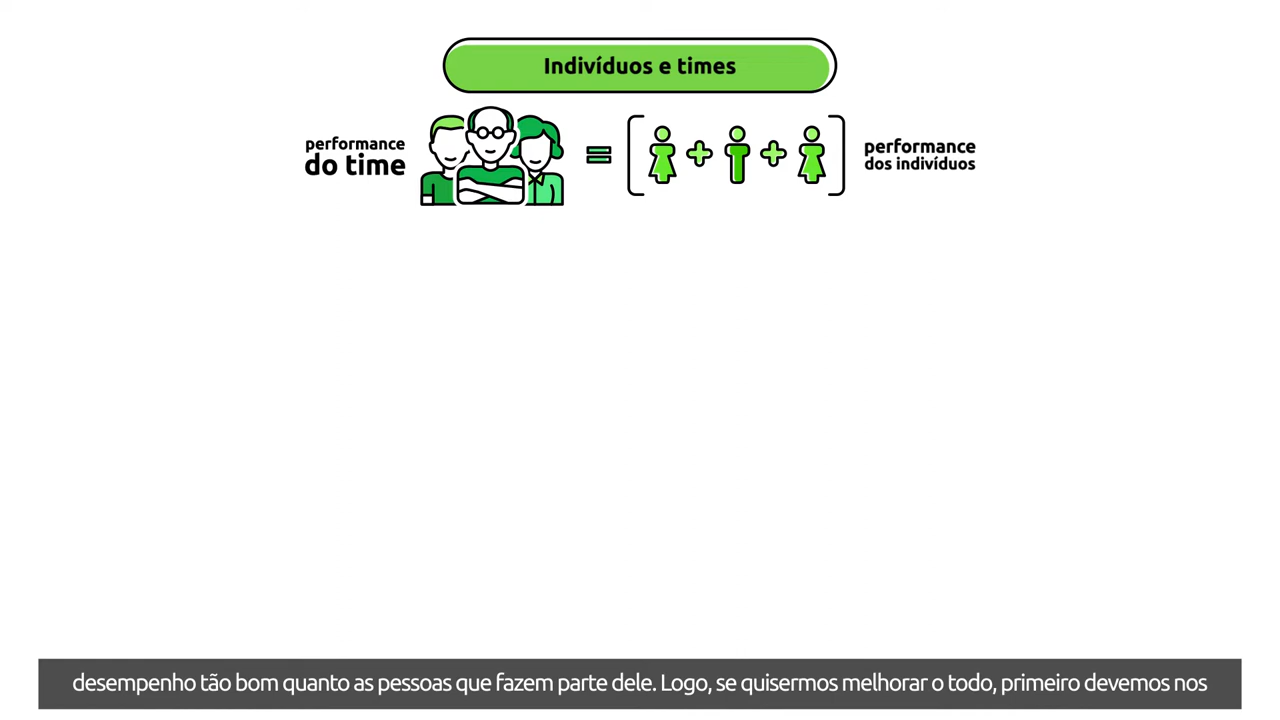 Indivíduos e times
performance
do time
performance
dos indivíduos
desempenho tão bom quanto as pessoas que fazem parte dele. Logo, se quisermos melhorar o todo, primeiro devemos nos